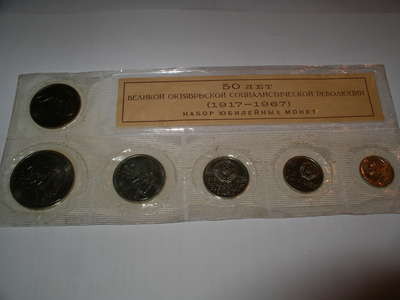 50 ЛЕТ
ВЕЛИКОЙ ОКТЯБРЬСКОЙ СОЦИАЛИСТИЧЕСКОЙ РЕВОЛЮЦИИ
(1917-1967)
НАБОР ЮБИЛЕЙНЫХ МОНЕТ